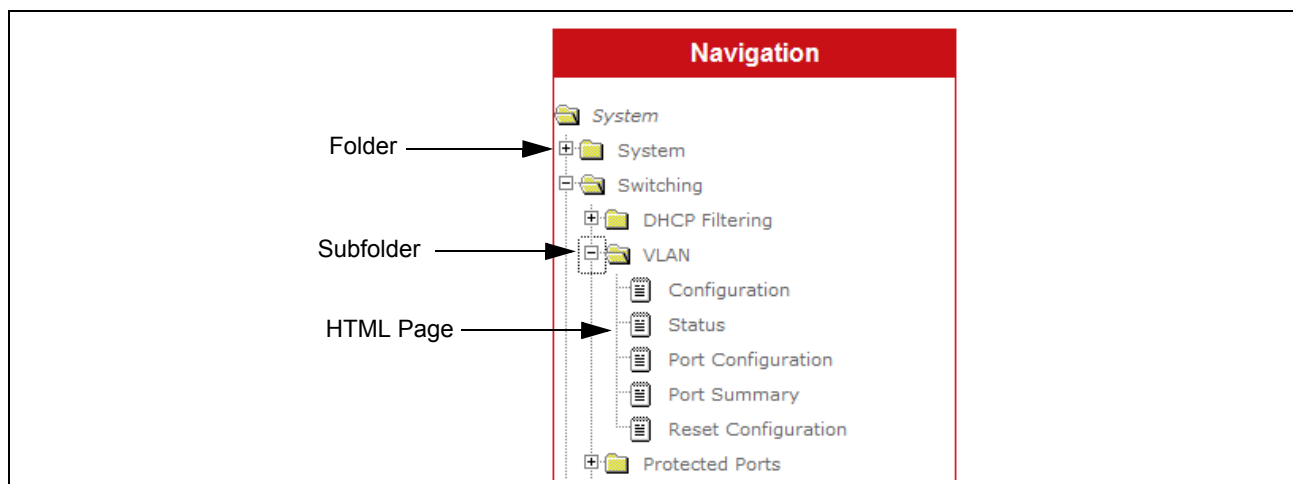 Navigation
System
Folder
System
Switching
DHCP Filtering
Subfolder
VLAN
Configuration
HTML Page
Status
Port Configuration
Port Summary
Reset Configuration
Protected Ports